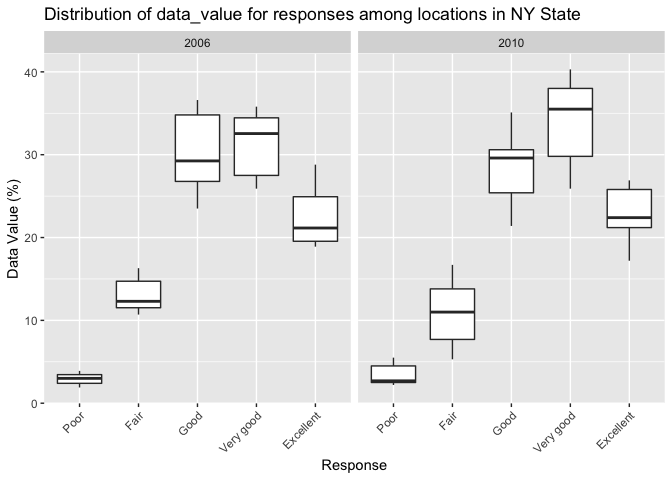 Distribution of data_value for responses among locations in NY State
2006
2010
Data Value (%)
40
30
20
10
0
Poor
Fair
Good
Very good
Excellent
Poor
Fair
Good
Very good
Excellent
Response